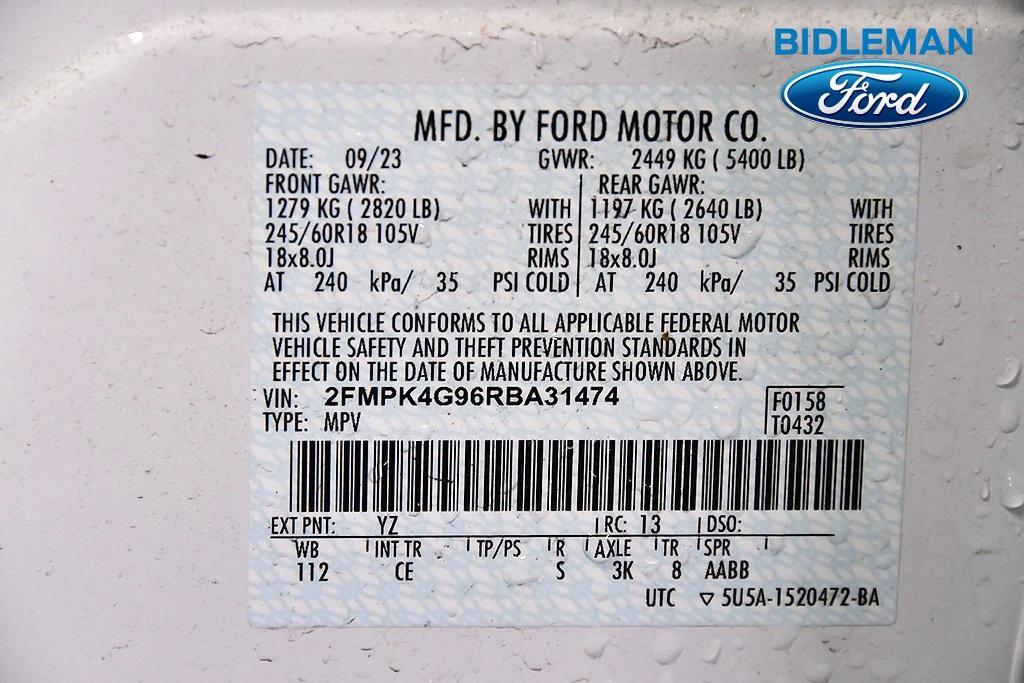 BIDLEMAN
Ford
MFD. BY FORD MOTOR CO.
DATE: 09/23 GVWR: 2449 KG ( 5400 LB)
FRONT GAWR: REAR GAWR:
1279 KG ( 2820 LB) WITH 1197 KG ( 2640 LB) WITH
245/60R18 105V TIRES 245/60R18 105V TIRES
18x8.0J RIMS 18x8.0J RIMS
AT 240 kPa/ 35 PSI COLD AT 240 kPa/ 35 PSI COLD
THIS VEHICLE CONFORMS TO ALL APPLICABLE FEDERAL MOTOR
VEHICLE SAFETY AND THEFT PREVENTION STANDARDS IN
EFFECT ON THE DATE OF MANUFACTURE SHOWN ABOVE.
VIN: 2FMPK4G96RBA31474 F0158
TYPE: MPV T0432
EXT PNT: YZ RC: 13 DSO:
WB INT TR TP/PS R AXLE TR SPR
112 CE S 3K 8 AABB
UTC ▽ 5U5A-1520472-BA